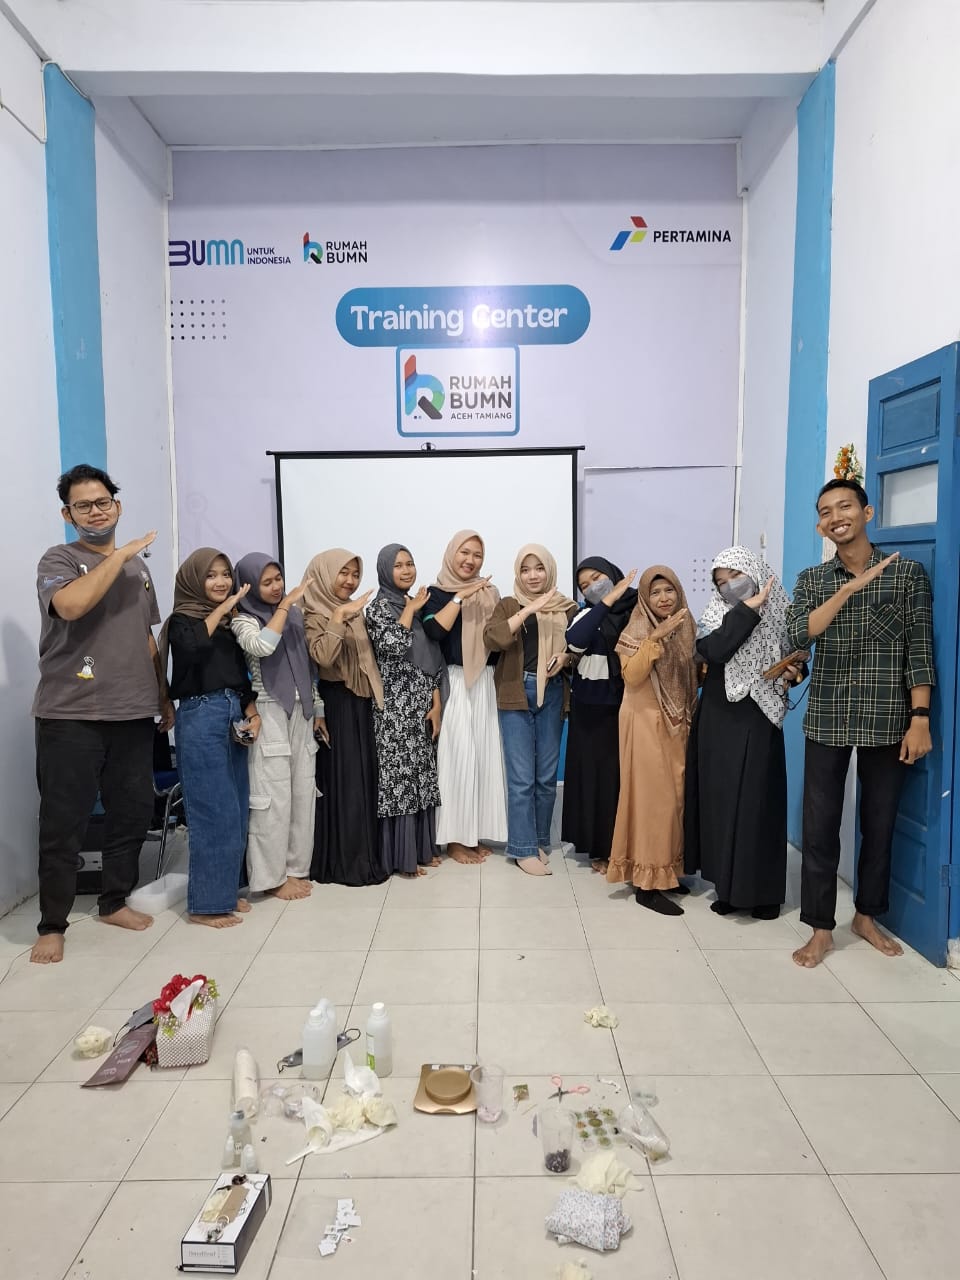 BUMN UNTUK
INDONESIA
RUMAH
BUMN
PERTAMINA
Training Center
RUMAH
BUMN
ACEH TAMIANG